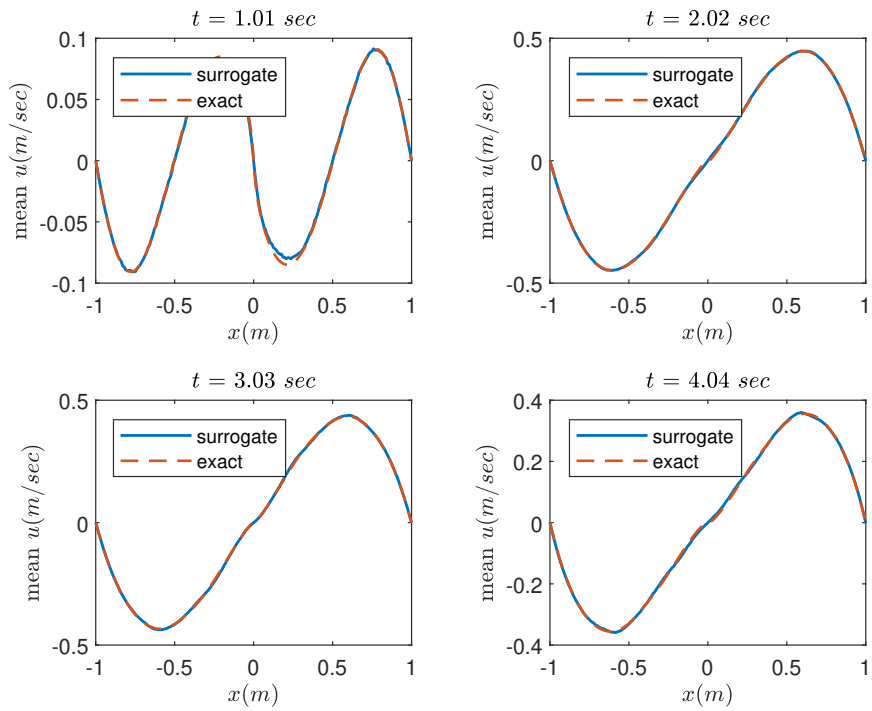 t = 1.01 sec
0.1
0.05
0
-0.05
-0.1
mean u(m/sec)
surrogate
exact
-1 -0.5 0 0.5 1
x(m)
t = 2.02 sec
0.5
0
-0.5
mean u(m/sec)
surrogate
exact
-1 -0.5 0 0.5 1
x(m)
t = 3.03 sec
0.5
0
-0.5
mean u(m/sec)
surrogate
exact
-1 -0.5 0 0.5 1
x(m)
t = 4.04 sec
0.4
0.2
0
-0.2
-0.4
mean u(m/sec)
surrogate
exact
-1 -0.5 0 0.5 1
x(m)